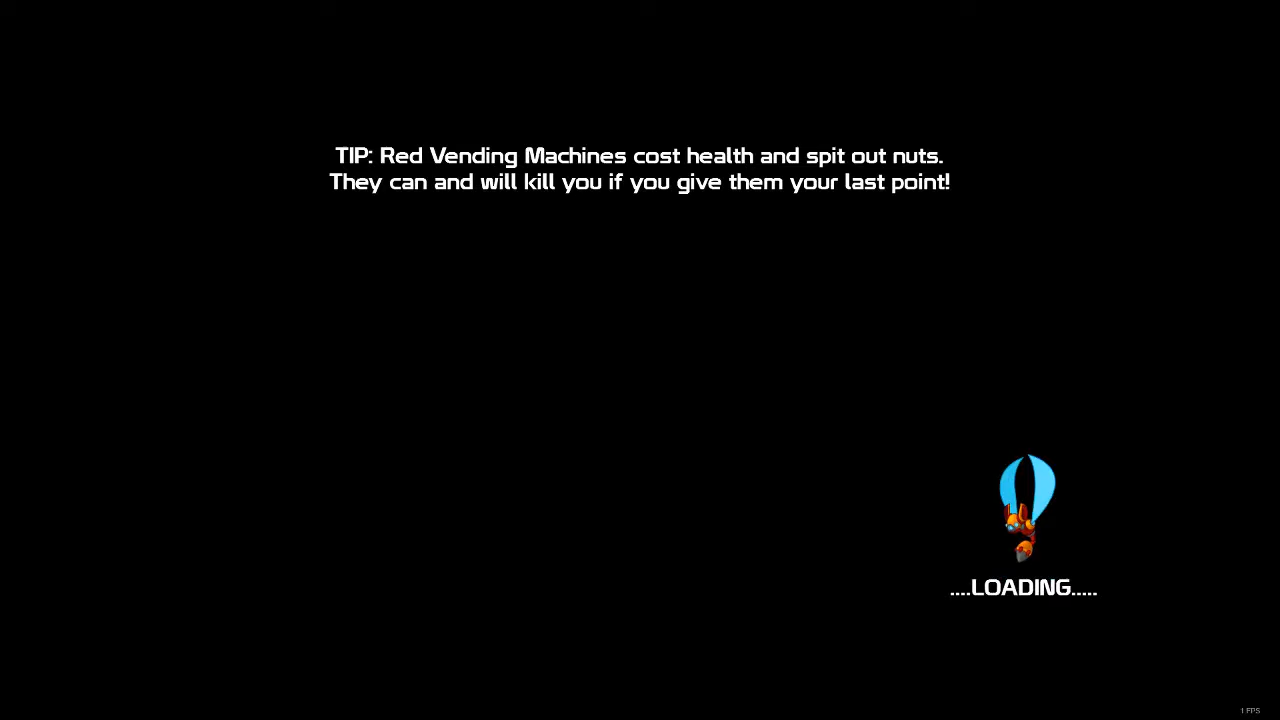 TIP: Red Vending Machines cost health and spit out nuts.
They can and will kill you if you give them your last point!
....LOADING.....
1 FPS